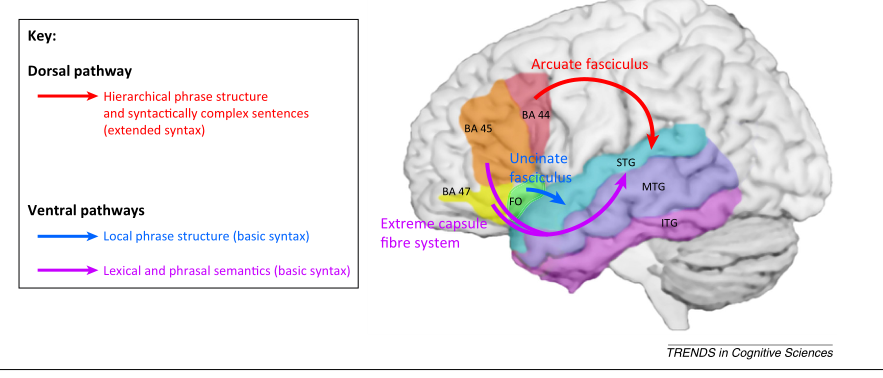 Key:
Dorsal pathway
Hierarchical phrase structure
and syntactically complex sentences
(extended syntax)
Ventral pathways
Local phrase structure (basic syntax)
Lexical and phrasal semantics (basic syntax)
Arcuate fasciculus
BA 44
BA 45
Uncinate
fasciculus
STG
BA 47
FO
MTG
Extreme capsule
fibre system
ITG
TRENDS in Cognitive Sciences